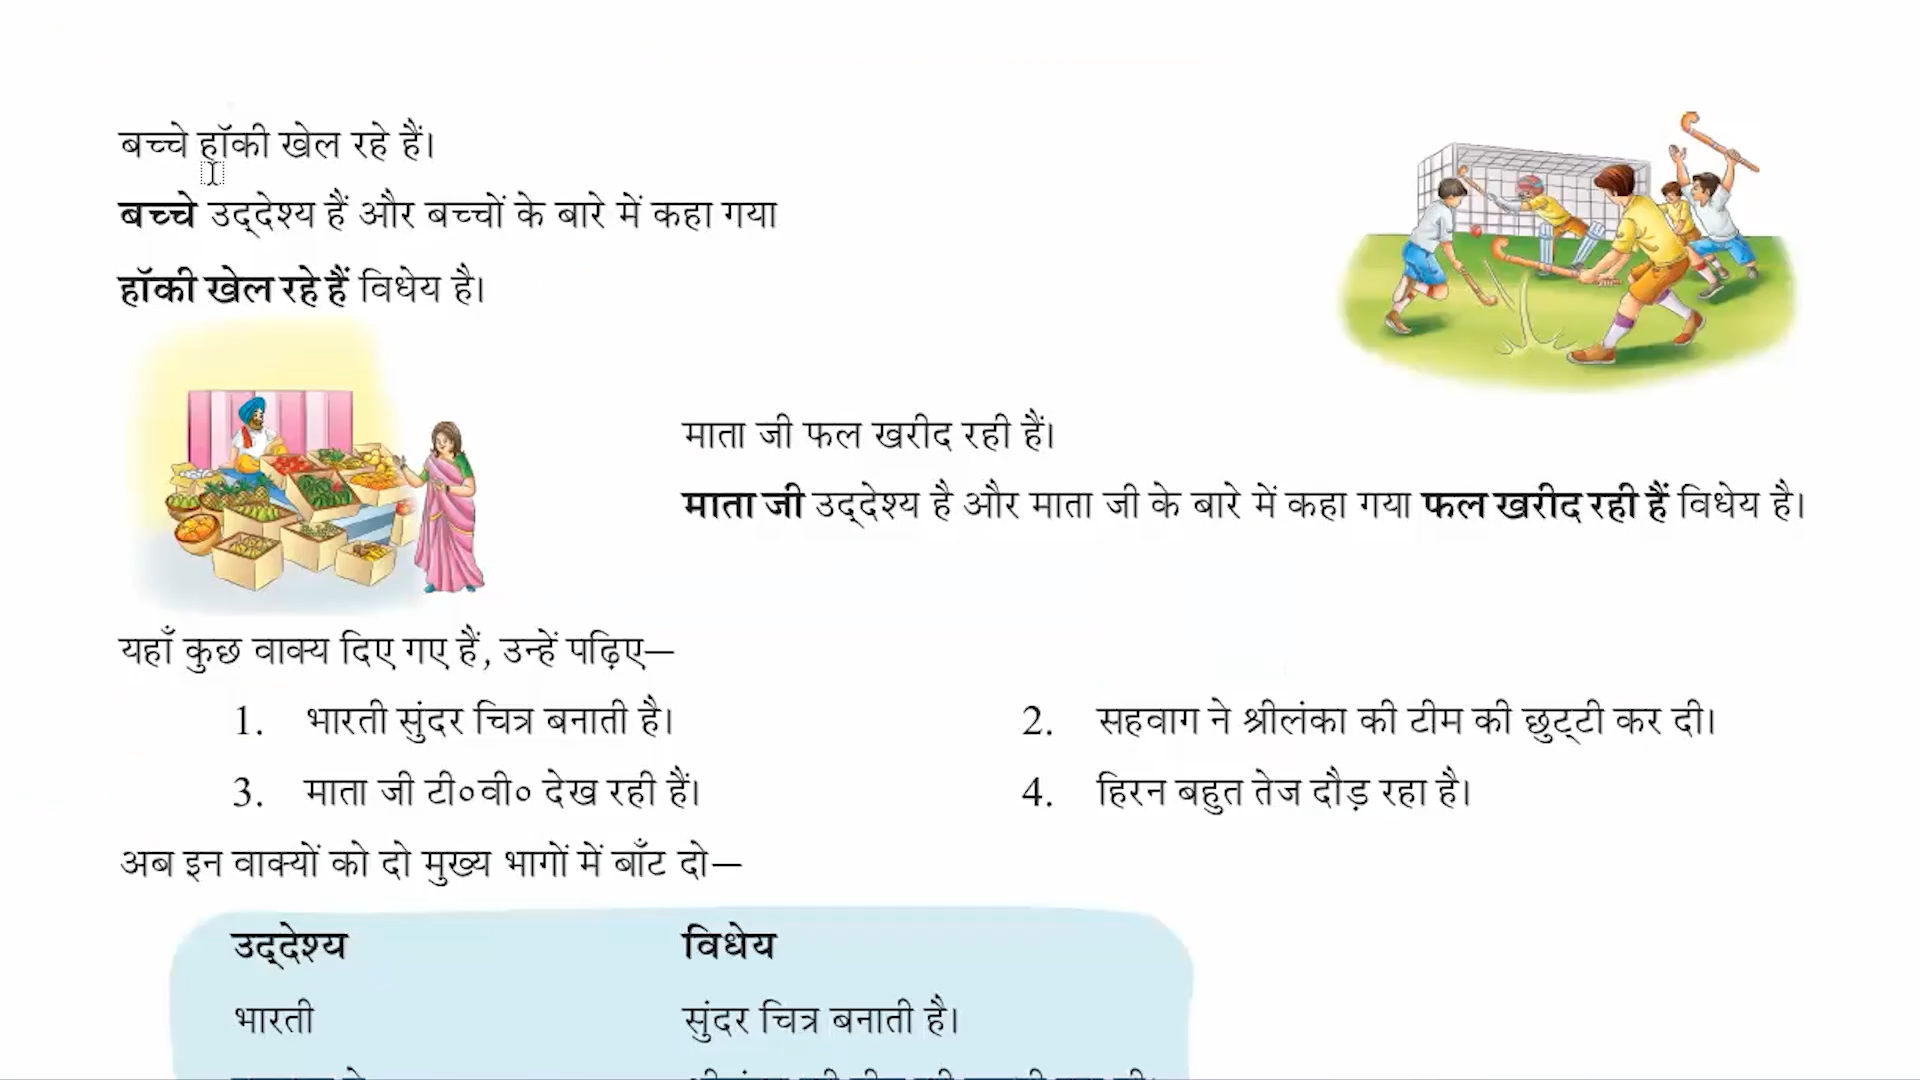 बच्चे हॉकी खेल रहे हैं।
बच्चे उद्‌देश्य हैं और बच्चों के बारे में कहा गया
हॉकी खेल रहे हैं विधेय है।
माता जी फल खरीद रही हैं।
माता जी उद्‌देश्य है और माता जी के बारे में कहा गया फल खरीद रही हैं विधेय है।
यहाँ कुछ वाक्य दिए गए हैं, उन्हें पढ़िए—
1. भारती सुंदर चित्र बनाती है।
2. सहवाग ने श्रीलंका की टीम की छुट्‌टी कर दी।
3. माता जी टी०वी० देख रही हैं।
4. हिरन बहुत तेज दौड़ रहा है।
अब इन वाक्यों को दो मुख्य भागों में बाँट दो—
उद्‌देश्य विधेय
भारती सुंदर चित्र बनाती है।